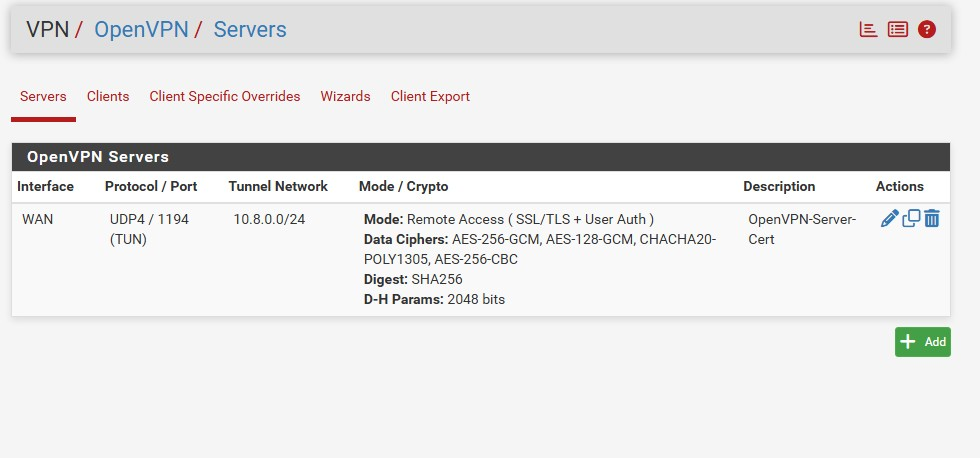 VPN / OpenVPN / Servers
Servers Clients Client Specific Overrides Wizards Client Export
OpenVPN Servers
Interface Protocol / Port Tunnel Network Mode / Crypto Description Actions
WAN UDP4 / 1194 10.8.0.0/24 Mode: Remote Access ( SSL/TLS + User Auth ) OpenVPN-Server-
(TUN) Data Ciphers: AES-256-GCM, AES-128-GCM, CHACHA20- Cert
POLY1305, AES-256-CBC
Digest: SHA256
D-H Params: 2048 bits
Add